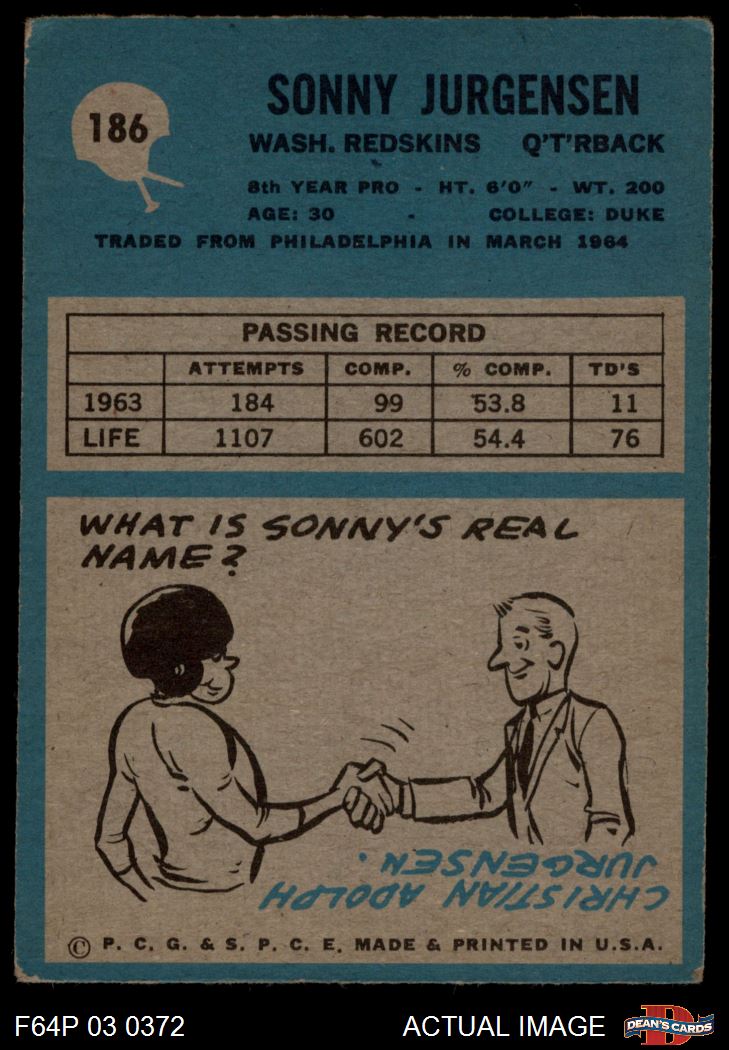 186
SONNY JURGENSEN
WASH. REDSKINS Q'T'RBACK
8th YEAR PRO - HT. 6'0" - WT. 200
AGE: 30 - COLLEGE: DUKE
TRADED FROM PHILADELPHIA IN MARCH 1964
PASSING RECORD
ATTEMPTS COMP. % COMP. TD'S
1963 184 99 53.8 11
LIFE 1107 602 54.4 76
WHAT IS SONNY'S REAL
NAME?
CHRISTIAN ADOLPH
JURGENSEN.
© P. C. G. & S. P. C. E. MADE & PRINTED IN U.S.A.
F64P 03 0372 ACTUAL IMAGE D DEAN'S CARDS